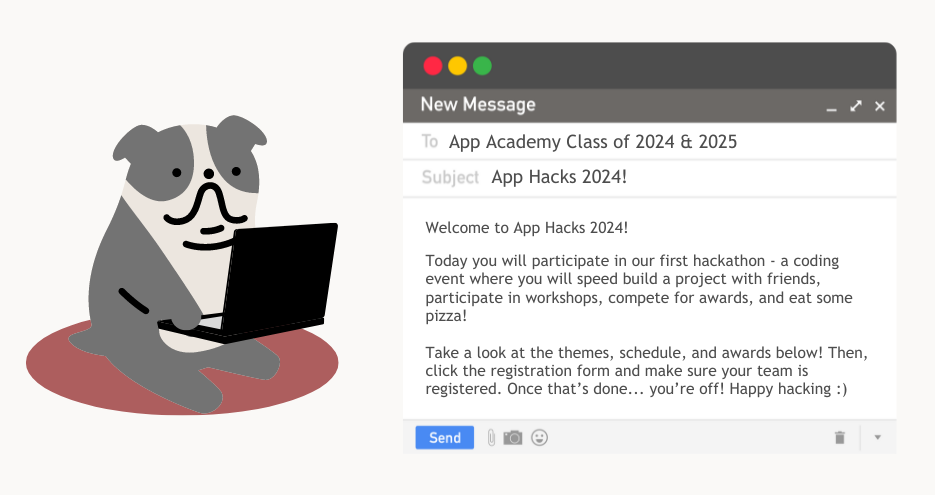 New Message
To App Academy Class of 2024 & 2025
Subject App Hacks 2024!
Welcome to App Hacks 2024!
Today you will participate in our first hackathon - a coding
event where you will speed build a project with friends,
participate in workshops, compete for awards, and eat some
pizza!
Take a look at the themes, schedule, and awards below! Then,
click the registration form and make sure your team is
registered. Once that’s done... you’re off! Happy hacking :)
Send